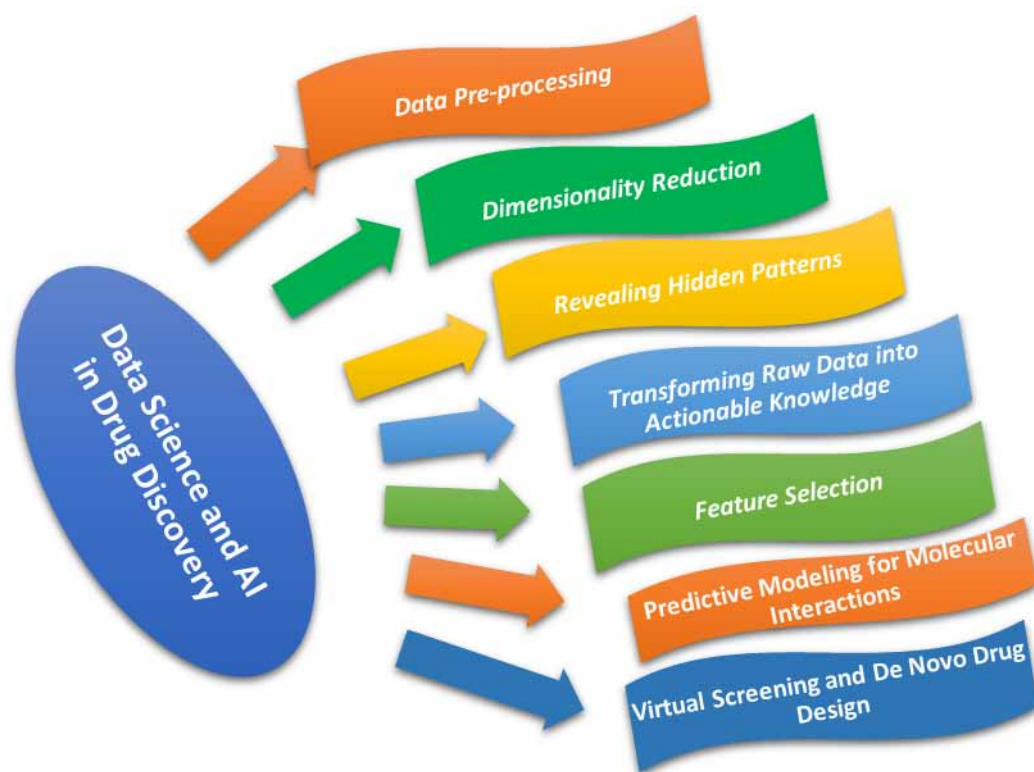 Data Science and AI
in Drug Discovery
Data Pre-processing
Dimensionality Reduction
Revealing Hidden Patterns
Transforming Raw Data into
Actionable Knowledge
Feature Selection
Predictive Modeling for Molecular
Interactions
Virtual Screening and De Novo Drug
Design